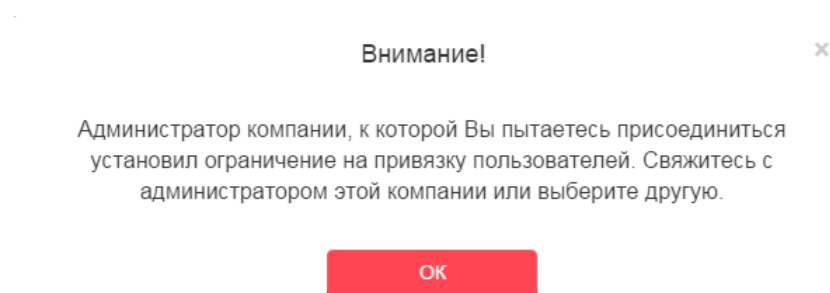 Внимание!
×
Администратор компании, к которой Вы пытаетесь присоединиться
установил ограничение на привязку пользователей. Свяжитесь с
администратором этой компании или выберите другую.
ОК